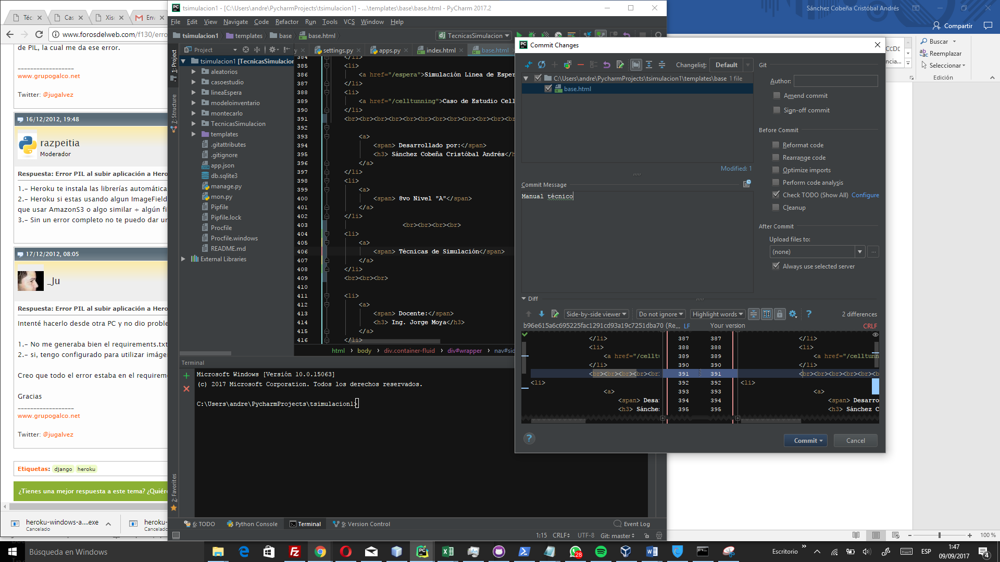 Téc
Cas
Xis
Env
www.forosdelweb.com/f130/erro
de PIL, la cual me da ese error.
------------------
www.grupogalco.net
Twitter: @jugalvez
16/12/2012, 19:48
razpeitia
Moderador
Respuesta: Error PIL al subir aplicación a Hero
1.- Heroku te instala las librerías automática
2.- Heroku si estas usando algun ImageField
que usar AmazonS3 o algo similar + algún fi
3.- Sin un error completo no te puedo dar un
17/12/2012, 08:05
_Ju
Respuesta: Error PIL al subir aplicación a Hero
Intenté hacerlo desde otra PC y no dio proble
1.- No me generaba bien el requirements.txt
2.- si, tengo configurado para utilizar imáge
Creo que todo el error estaba en el requirem
Gracias
------------------
www.grupogalco.net
Twitter: @jugalvez
Etiquetas: django heroku
¿Tienes una mejor respuesta a este tema? ¿Quiére
heroku-windows-a....exe
Cancelado
heroku-
Cancelado
tsimulacion1 - [C:\Users\andre\PycharmProjects\tsimulacion1] - ...\templates\base\base.html - PyCharm 2017.2
File Edit View Navigate Code Refactor Run Tools VCS Window Help
tsimulacion1 templates base base.html
TecnicasSimulacion
1: Project
7: Structure
2: Favorites
Project
settings.py apps.py index.html base.html
tsimulacion1 [TecnicasSimulacion
aleatorios
casoestudio
lineaEspera
modeloinventario
montecarlo
TecnicasSimulacion
templates
.gitattributes
.gitignore
app.json
db.sqlite3
manage.py
mon.py
Pipfile
Pipfile.lock
Procfile
Procfile.windows
README.md
External Libraries
384 </li>
385 <li>
386 <a href="/espera">Simulación Linea de Esper
387 </li>
388 <li>
389 <a href="/celltunning">Caso de Estudio Cell
390 </li>
391 <br><br><br><br><br><br><br><br><br><br><br><br>
392
393 <a>
394 <span> Desarrollado por:</span>
395 <h3> Sánchez Cobeña Cristóbal Andrés</h
396 </a>
397 </li>
398 <li>
399 <a>
400 <span> 8vo Nivel "A"</span>
401 </a>
402 </li>
403 <br><br><br><br>
404 <li>
405 <a>
406 <span> Técnicas de Simulación</span>
407 </a>
408 </li>
409 <br><br><br>
410
411 <li>
412 <a>
413 <span> Docente:</span>
414 <h3> Ing. Jorge Moya</h3>
415 </a>
416 </li>
html body div.container-fluid div#wrapper nav#sid
Terminal
Microsoft Windows [Versión 10.0.15063]
(c) 2017 Microsoft Corporation. Todos los derechos reservados.
C:\Users\andre\PycharmProjects\tsimulacion1>
6: TODO Python Console Terminal 9: Version Control Event Log
1:15 CRLF UTF-8 Git: master
Commit Changes
Changelist: Default
C:\Users\andre\PycharmProjects\tsimulacion1\templates\base 1 file
base.html
Modified: 1
Commit Message
Manual técnico
Git
Author:
Amend commit
Sign-off commit
Before Commit
Reformat code
Rearrange code
Optimize imports
Perform code analysis
Check TODO (Show All) Configure
Cleanup
After Commit
Upload files to:
(none)
Always use selected server
Diff
Side-by-side viewer Do not ignore Highlight words 2 differences
b96e615a6c695225fac1291cd93a19c7251dba70 (Re... LF Your version CRLF
</li> 387 387 </li>
<li> 388 388 <li>
<a href="/cellt 389 389 <a href="/celltunn
</li> 390 390 </li>
<br><br><br><br><br 391 391 <br><br><br><br><br><b
<li> 392 392 <li>
<a> 393 393 <a>
<span> Desa 394 394 <span> Desarro
<h3> Sánche 395 395 <h3> Sánchez C
Commit Cancel
Sánchez Cobeña Cristóbal Andrés
Compartir
CcDc
ncia...
Buscar
Reemplazar
Seleccionar
Edición
100 %
Búsqueda en Windows
28
Escritorio
ESP
1:47
09/09/2017
4